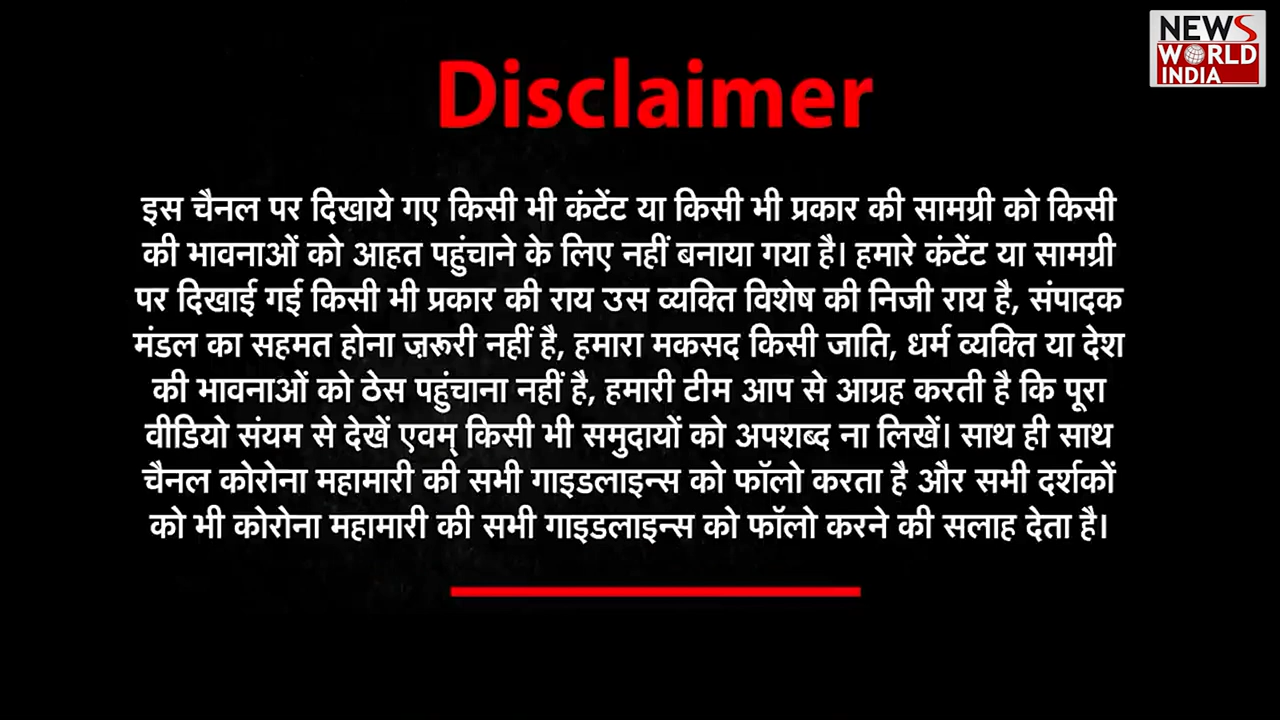 NEWS
WORLD
INDIA
Disclaimer
इस चैनल पर दिखाये गए किसी भी कंटेंट या किसी भी प्रकार की सामग्री को किसी
की भावनाओं को आहत पहुंचाने के लिए नहीं बनाया गया है। हमारे कंटेंट या सामग्री
पर दिखाई गई किसी भी प्रकार की राय उस व्यक्ति विशेष की निजी राय है, संपादक
मंडल का सहमत होना ज़रूरी नहीं है, हमारा मकसद किसी जाति, धर्म व्यक्ति या देश
की भावनाओं को ठेस पहुंचाना नहीं है, हमारी टीम आप से आग्रह करती है कि पूरा
वीडियो संयम से देखें एवम् किसी भी समुदायों को अपशब्द ना लिखें। साथ ही साथ
चैनल कोरोना महामारी की सभी गाइडलाइन्स को फॉलो करता है और सभी दर्शकों
को भी कोरोना महामारी की सभी गाइडलाइन्स को फॉलो करने की सलाह देता है।